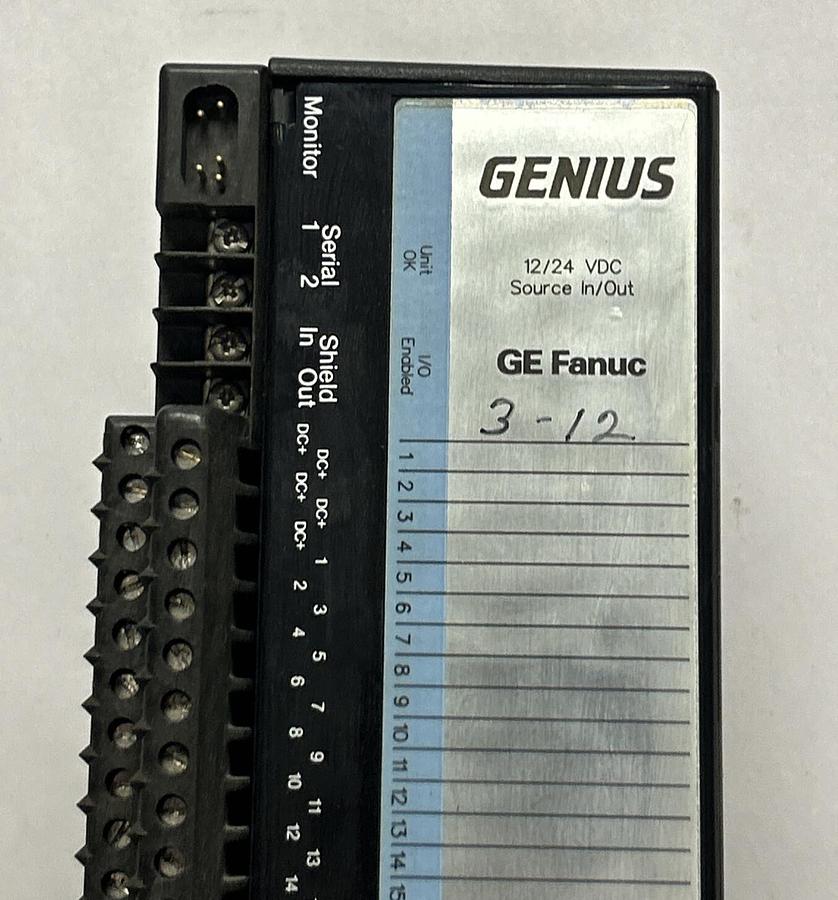 GENIUS
12/24 VDC
Source In/Out
GE Fanuc
3-12
Monitor
Serial
1 2
Shield
In Out
Unit
OK
I/O
Enabled
DC+ DC+ 1 3 5 7 9 11 13
DC+ DC+ DC+ 2 4 6 8 10 12 14
1
2
3
4
5
6
7
8
9
10
11
12
13
14
15